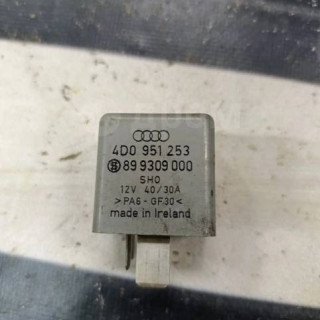 4D0 951 253
89 9309 000
SHO
12V 40/30A
>PA6-GF30<
made in Ireland